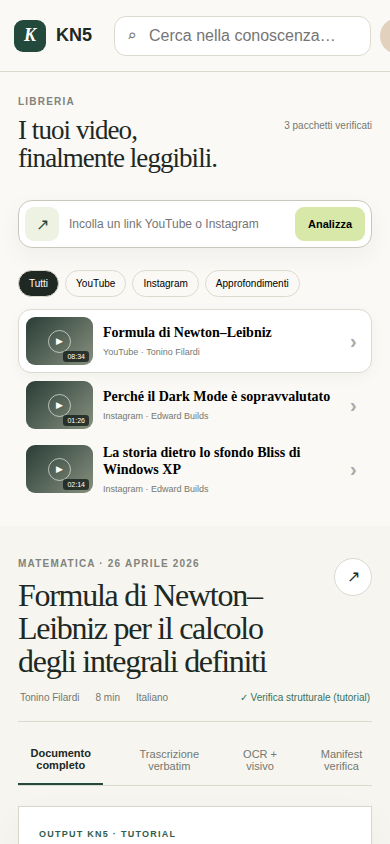 K KN5 Cerca nella conoscenza…
LIBRERIA
I tuoi video,
finalmente leggibili.
3 pacchetti verificati
Incolla un link YouTube o Instagram Analizza
Tutti YouTube Instagram Approfondimenti
Formula di Newton–Leibniz
YouTube · Tonino Filardi
08:34
Perché il Dark Mode è sopravvalutato
Instagram · Edward Builds
01:26
La storia dietro lo sfondo Bliss di
Windows XP
Instagram · Edward Builds
02:14
MATEMATICA · 26 APRILE 2026
Formula di Newton–
Leibniz per il calcolo
degli integrali definiti
Tonino Filardi 8 min Italiano ✓ Verifica strutturale (tutorial)
Documento
completo
Trascrizione
verbatim
OCR +
visivo
Manifest
verifica
OUTPUT KN5 · TUTORIAL